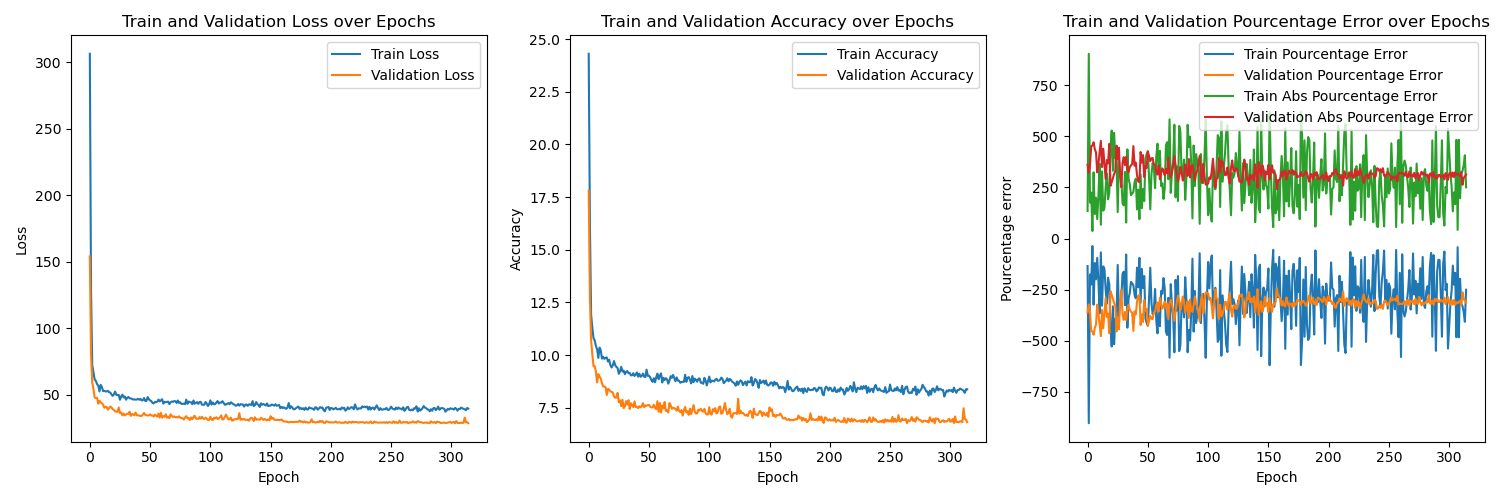 Train and Validation Loss over Epochs
Train Loss
Validation Loss
300
250
200
150
100
50
Loss
0
50
100
150
200
250
300
Epoch
Train and Validation Accuracy over Epochs
Train Accuracy
Validation Accuracy
25.0
22.5
20.0
17.5
15.0
12.5
10.0
7.5
Accuracy
0
50
100
150
200
250
300
Epoch
Train and Validation Pourcentage Error over Epochs
Train Pourcentage Error
Validation Pourcentage Error
Train Abs Pourcentage Error
Validation Abs Pourcentage Error
750
500
250
0
−250
−500
−750
Pourcentage error
0
50
100
150
200
250
300
Epoch